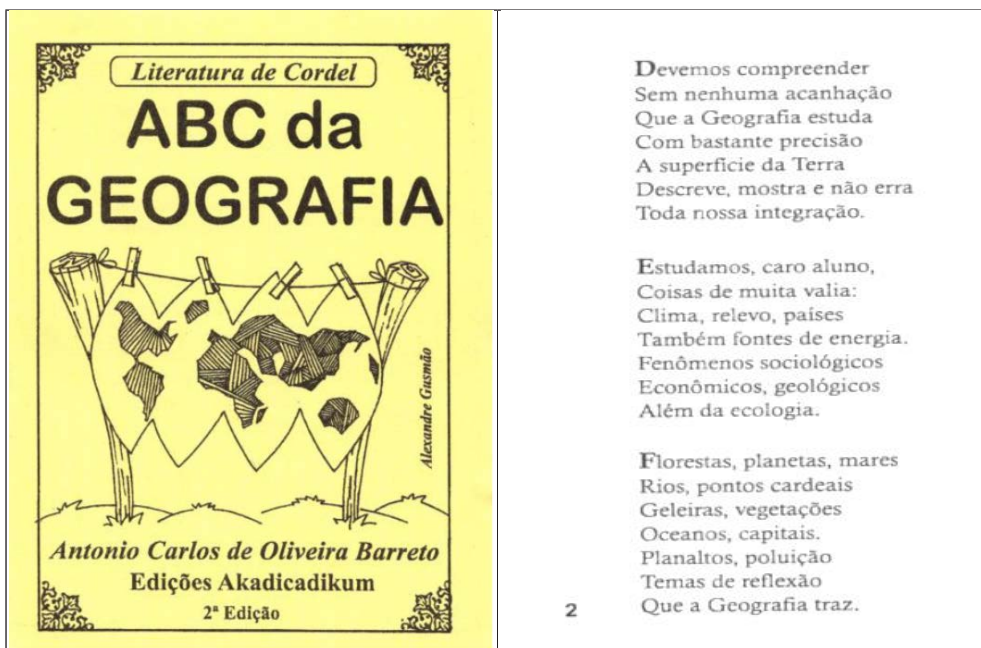 Literatura de Cordel
ABC da
GEOGRAFIA
Alexandre Gusmão
Antonio Carlos de Oliveira Barreto
Edições Akadicadikum
2ª Edição
Devemos compreender
Sem nenhuma acanhação
Que a Geografia estuda
Com bastante precisão
A superfície da Terra
Descreve, mostra e não erra
Toda nossa integração.
Estudamos, caro aluno,
Coisas de muita valia:
Clima, relevo, países
Também fontes de energia.
Fenômenos sociológicos
Econômicos, geológicos
Além da ecologia.
Florestas, planetas, mares
Rios, pontos cardeais
Geleiras, vegetações
Oceanos, capitais.
Planaltos, poluição
Temas de reflexão
Que a Geografia traz.
2